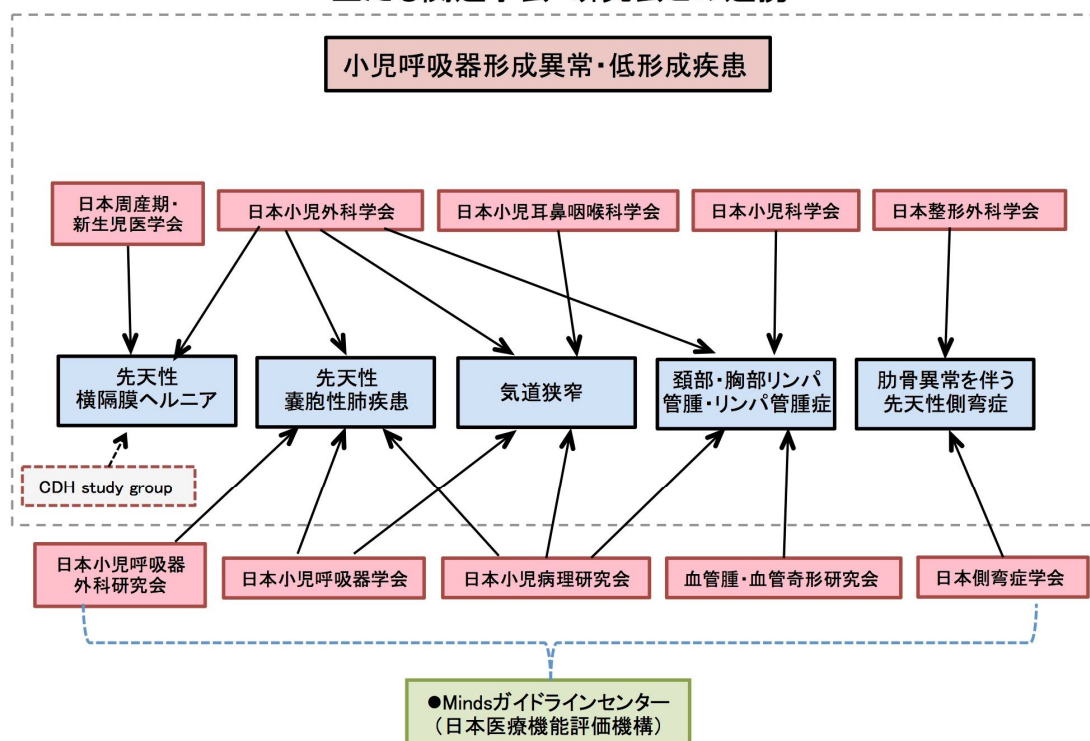 小児呼吸器形成異常・低形成疾患
日本周産期・
新生児医学会
日本小児外科学会
日本小児耳鼻咽喉科学会
日本小児科学会
日本整形外科学会
先天性
横隔膜ヘルニア
先天性
嚢胞性肺疾患
気道狭窄
頚部・胸部リンパ
管腫・リンパ管腫症
肋骨異常を伴う
先天性側弯症
CDH study group
日本小児呼吸器
外科研究会
日本小児呼吸器学会
日本小児病理研究会
血管腫・血管奇形研究会
日本側弯症学会
●Mindsガイドラインセンター
（日本医療機能評価機構）